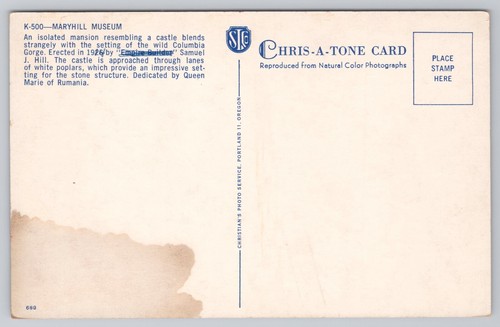 K-500—MARYHILL MUSEUM
An isolated mansion resembling a castle blends
strangely with the setting of the wild Columbia
Gorge. Erected in 1926 by "Empire Builder" Samuel
J. Hill. The castle is approached through lanes
of white poplars, which provide an impressive set-
ting for the stone structure. Dedicated by Queen
Marie of Rumania.
CHRISTIAN'S PHOTO SERVICE, PORTLAND 11, OREGON
CHRIS-A-TONE CARD
Reproduced from Natural Color Photographs
PLACE
STAMP
HERE